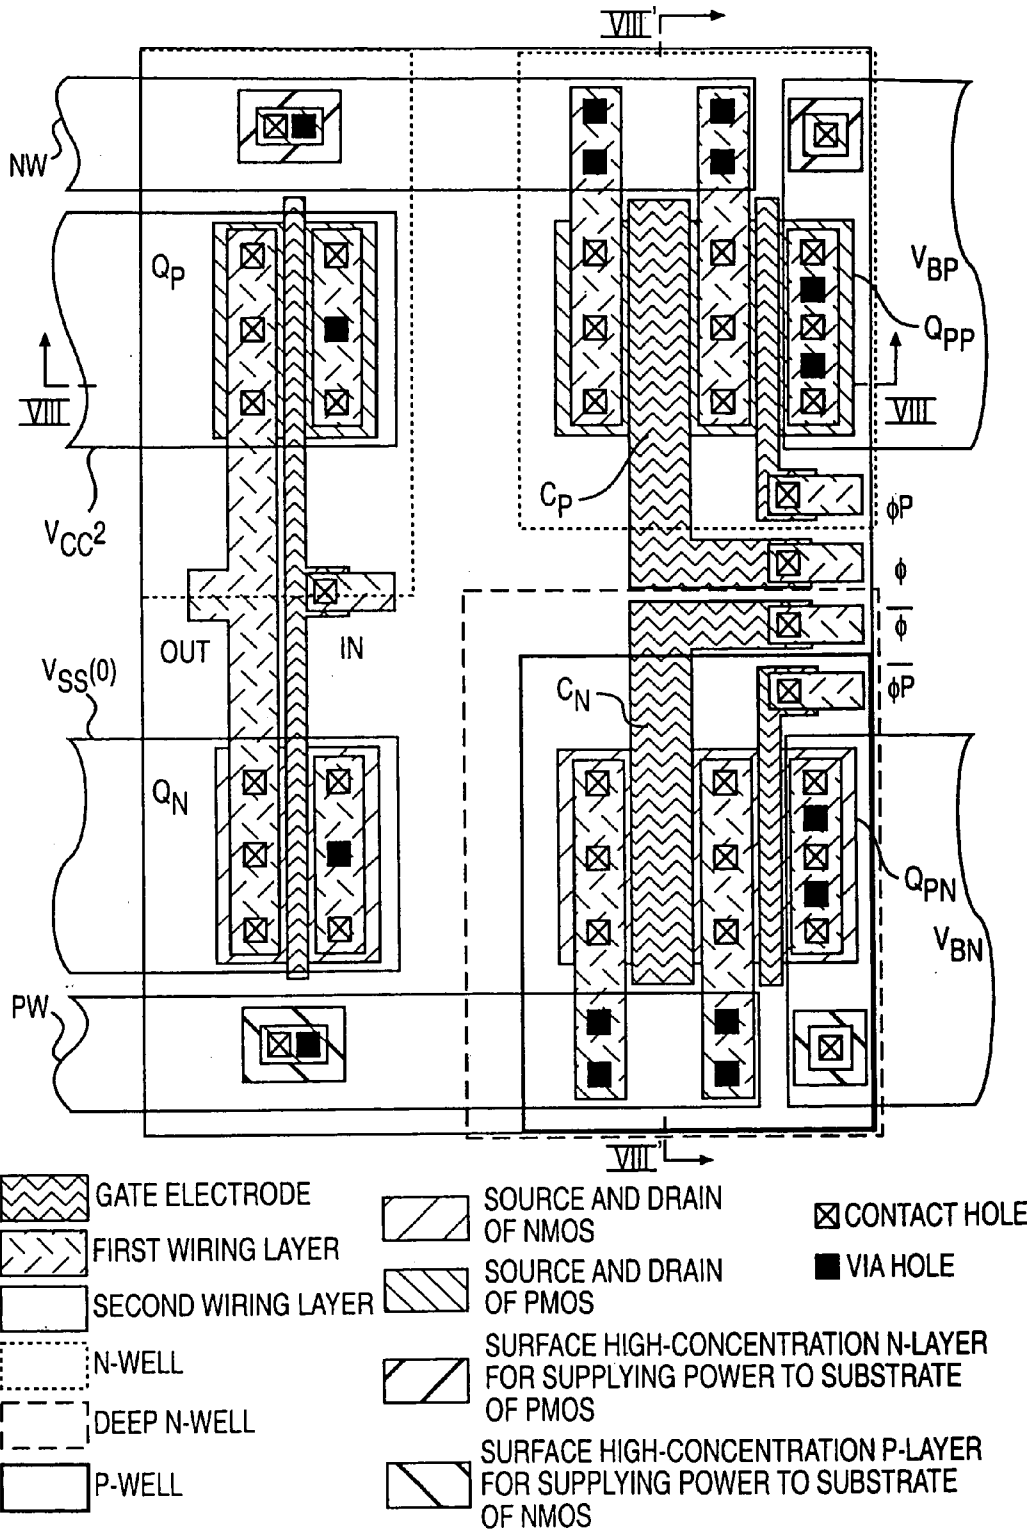 VIII'
NW
QP
VBP
QPP
VIII
VIII
CP
VCC2
ϕP
ϕ
OUT
IN
ϕ̅
VSS(0)
ϕ̅P̅
CN
QN
QPN
VBN
PW
VIII'
GATE ELECTRODE
FIRST WIRING LAYER
SECOND WIRING LAYER
N-WELL
DEEP N-WELL
P-WELL
SOURCE AND DRAIN
OF NMOS
SOURCE AND DRAIN
OF PMOS
SURFACE HIGH-CONCENTRATION N-LAYER
FOR SUPPLYING POWER TO SUBSTRATE
OF PMOS
SURFACE HIGH-CONCENTRATION P-LAYER
FOR SUPPLYING POWER TO SUBSTRATE
OF NMOS
CONTACT HOLE
VIA HOLE